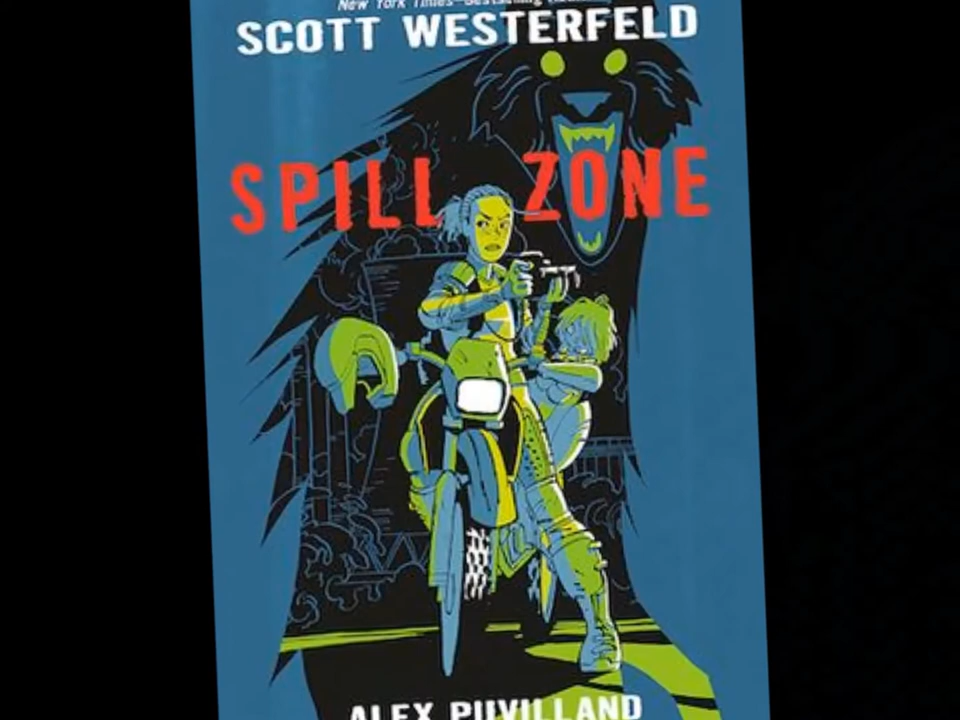 New York Times–Bestselling
SCOTT WESTERFELD
SPILL ZONE
ALEX PUVILLAND